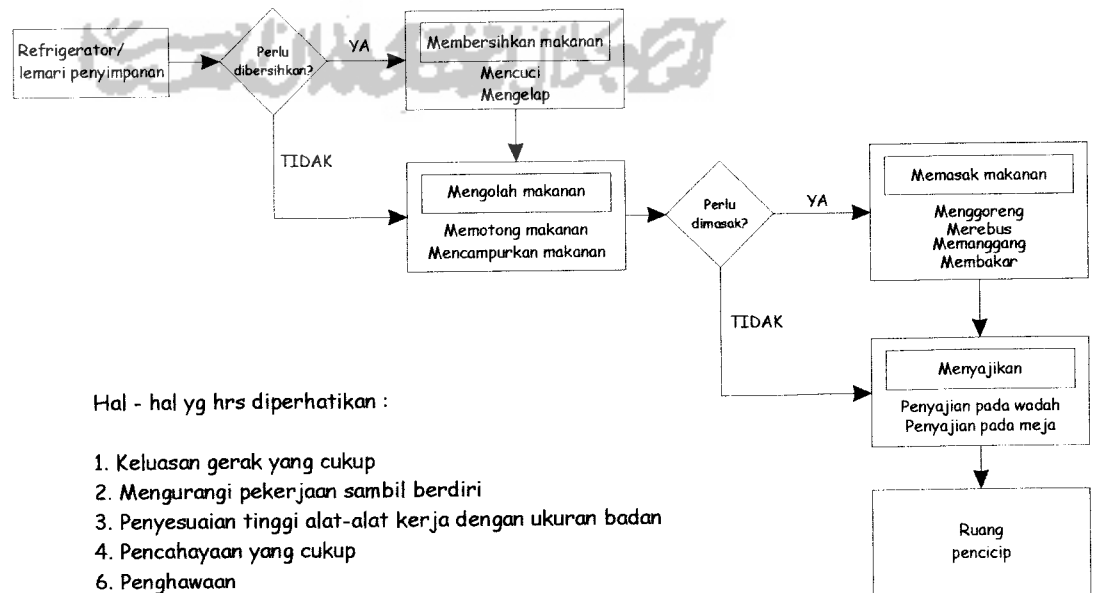 Refrigerator/
lemari penyimpanan
Perlu
dibersihkan?
YA
Membersihkan makanan
Mencuci
Mengelap
TIDAK
Mengolah makanan
Memotong makanan
Mencampurkan makanan
Perlu
dimasak?
YA
Memasak makanan
Menggoreng
Merebus
Memanggang
Membakar
TIDAK
Menyajikan
Penyajian pada wadah
Penyajian pada meja
Ruang
pencicip
Hal - hal yg hrs diperhatikan :
1. Keluasan gerak yang cukup
2. Mengurangi pekerjaan sambil berdiri
3. Penyesuaian tinggi alat-alat kerja dengan ukuran badan
4. Pencahayaan yang cukup
6. Penghawaan